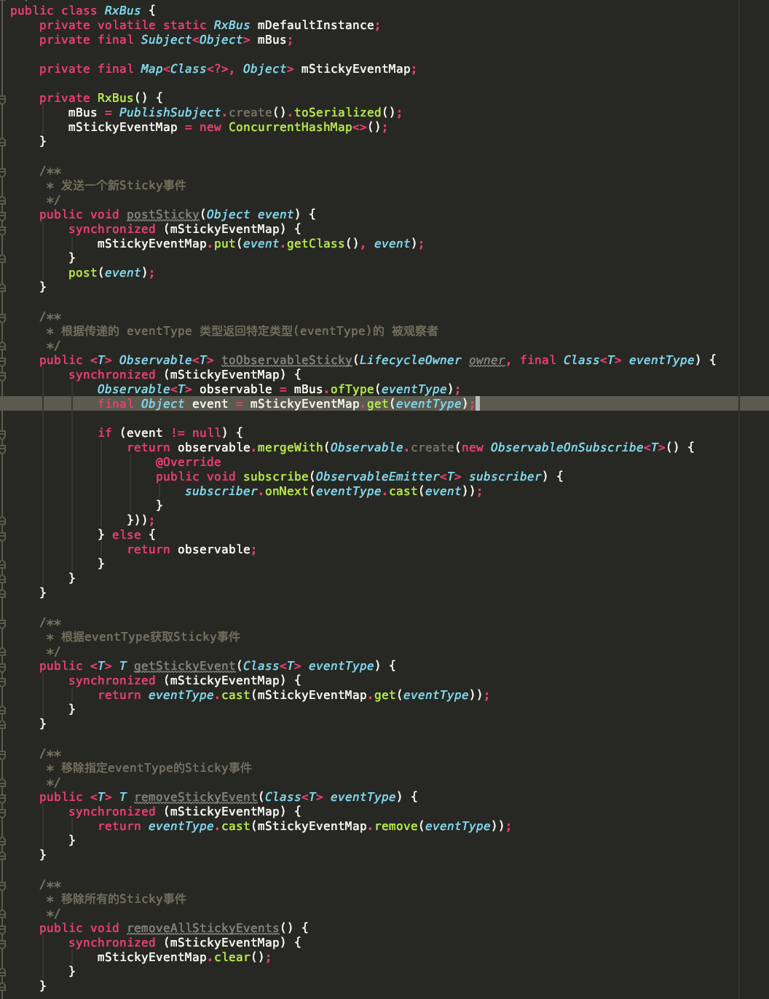 public class RxBus {
    private volatile static RxBus mDefaultInstance;
    private final Subject<Object> mBus;

    private final Map<Class<?>, Object> mStickyEventMap;

    private RxBus() {
        mBus = PublishSubject.create().toSerialized();
        mStickyEventMap = new ConcurrentHashMap<>();
    }

    /**
     * 发送一个新Sticky事件
     */
    public void postSticky(Object event) {
        synchronized (mStickyEventMap) {
            mStickyEventMap.put(event.getClass(), event);
        }
        post(event);
    }

    /**
     * 根据传递的 eventType 类型返回特定类型(eventType)的 被观察者
     */
    public <T> Observable<T> toObservableSticky(LifecycleOwner owner, final Class<T> eventType) {
        synchronized (mStickyEventMap) {
            Observable<T> observable = mBus.ofType(eventType);
            final Object event = mStickyEventMap.get(eventType);

            if (event != null) {
                return observable.mergeWith(Observable.create(new ObservableOnSubscribe<T>() {
                    @Override
                    public void subscribe(ObservableEmitter<T> subscriber) {
                        subscriber.onNext(eventType.cast(event));
                    }
                }));
            } else {
                return observable;
            }
        }
    }

    /**
     * 根据eventType获取Sticky事件
     */
    public <T> T getStickyEvent(Class<T> eventType) {
        synchronized (mStickyEventMap) {
            return eventType.cast(mStickyEventMap.get(eventType));
        }
    }

    /**
     * 移除指定eventType的Sticky事件
     */
    public <T> T removeStickyEvent(Class<T> eventType) {
        synchronized (mStickyEventMap) {
            return eventType.cast(mStickyEventMap.remove(eventType));
        }
    }

    /**
     * 移除所有的Sticky事件
     */
    public void removeAllStickyEvents() {
        synchronized (mStickyEventMap) {
            mStickyEventMap.clear();
        }
    }